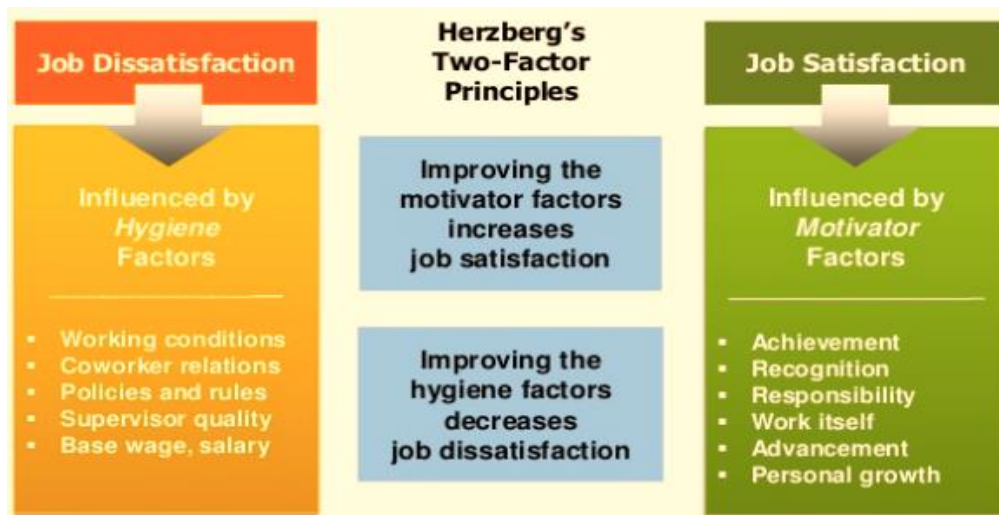 Job Dissatisfaction
Influenced by
Hygiene
Factors
▪ Working conditions
▪ Coworker relations
▪ Policies and rules
▪ Supervisor quality
▪ Base wage, salary
Herzberg's
Two-Factor
Principles
Improving the
motivator factors
increases
job satisfaction
Improving the
hygiene factors
decreases
job dissatisfaction
Job Satisfaction
Influenced by
Motivator
Factors
▪ Achievement
▪ Recognition
▪ Responsibility
▪ Work itself
▪ Advancement
▪ Personal growth